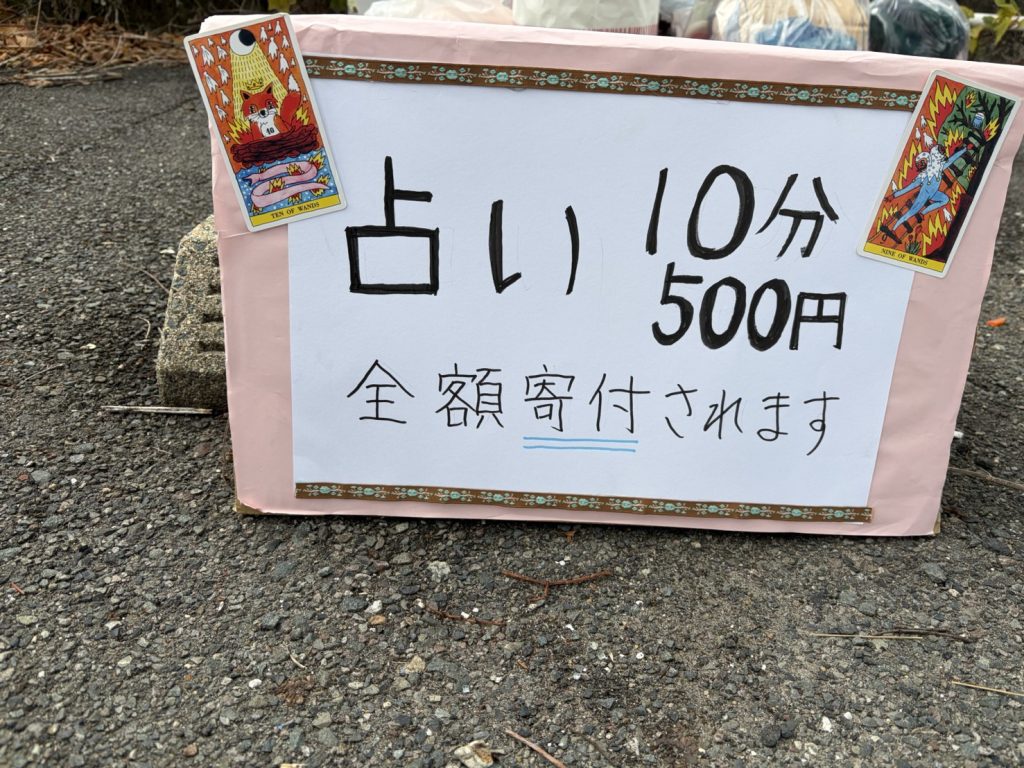 占い 10分
500円
全額寄付されます
10
TEN OF WANDS
NINE OF WANDS